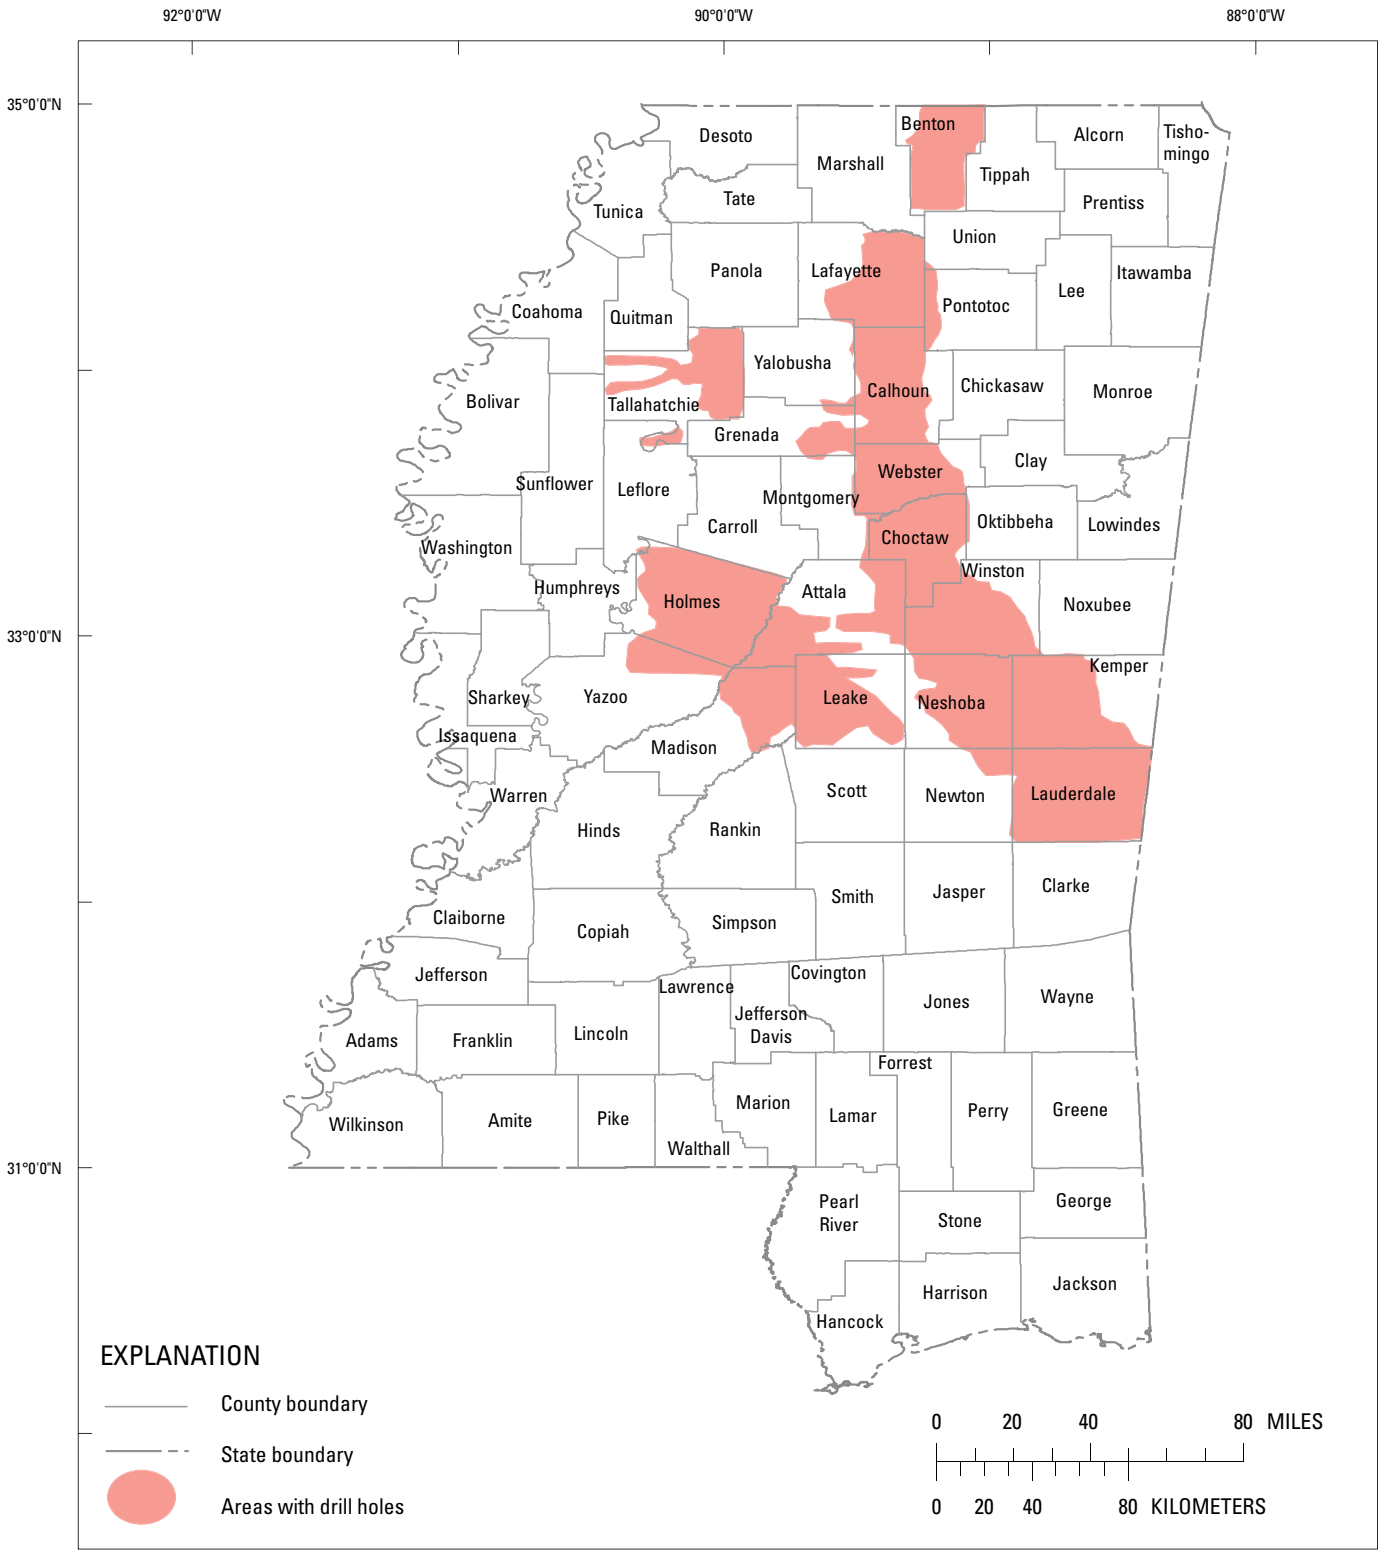 92°0'0"W
90°0'0"W
88°0'0"W
35°0'0"N
33°0'0"N
31°0'0"N
Desoto
Marshall
Benton
Tippah
Alcorn
Tisho-
mingo
Tunica
Tate
Prentiss
Union
Panola
Lafayette
Pontotoc
Lee
Itawamba
Coahoma
Quitman
Yalobusha
Calhoun
Chickasaw
Monroe
Bolivar
Tallahatchie
Grenada
Clay
Sunflower
Leflore
Carroll
Montgomery
Webster
Choctaw
Oktibbeha
Lowindes
Washington
Humphreys
Holmes
Attala
Winston
Noxubee
Sharkey
Issaquena
Yazoo
Madison
Leake
Neshoba
Kemper
Warren
Hinds
Rankin
Scott
Newton
Lauderdale
Claiborne
Copiah
Simpson
Smith
Jasper
Clarke
Jefferson
Lawrence
Covington
Jefferson
Davis
Jones
Wayne
Adams
Franklin
Lincoln
Forrest
Wilkinson
Amite
Pike
Walthall
Marion
Lamar
Perry
Greene
Pearl
River
Stone
George
Hancock
Harrison
Jackson
EXPLANATION
County boundary
State boundary
Areas with drill holes
0 20 40 80 MILES
0 20 40 80 KILOMETERS